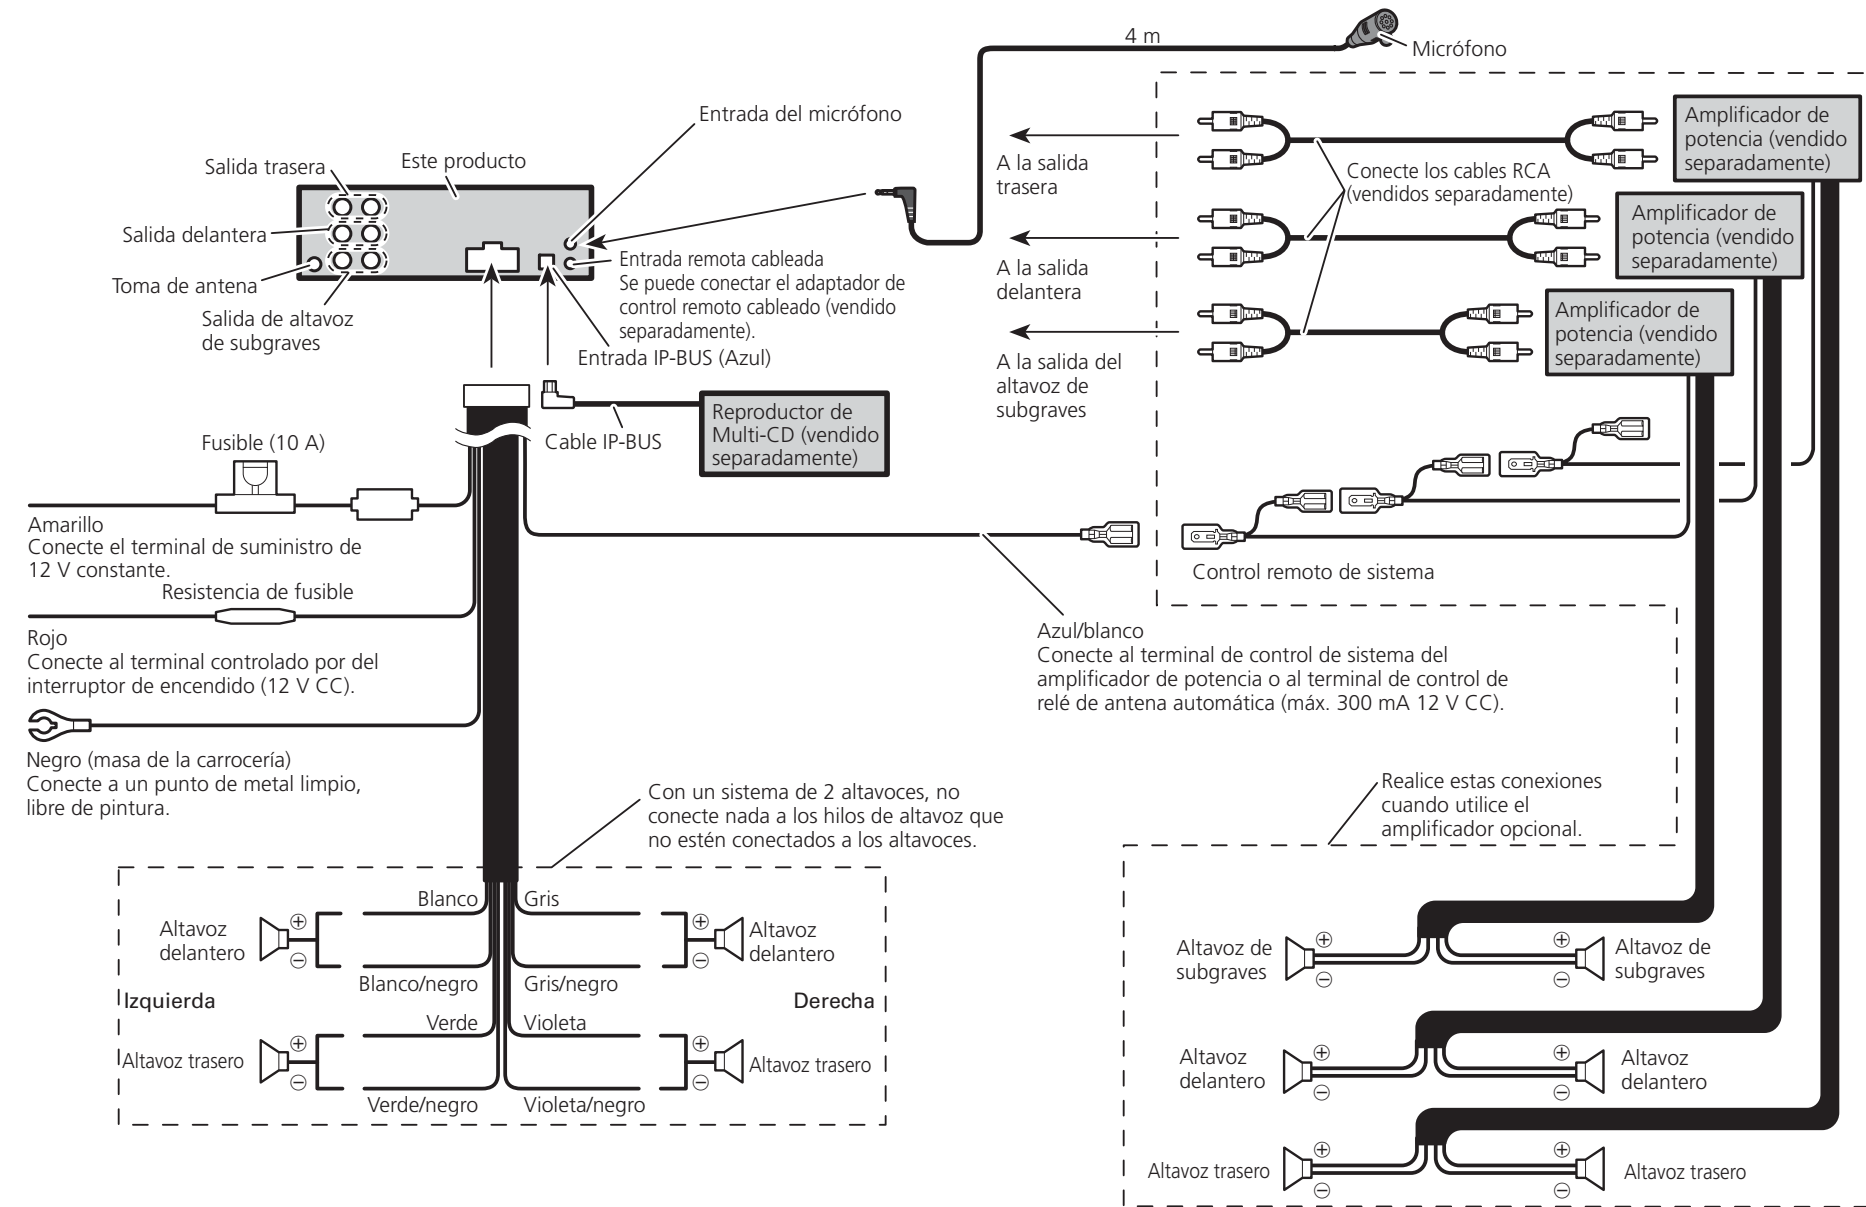 4 m
Micrófono
Entrada del micrófono
Salida trasera
Este producto
Salida delantera
Toma de antena
Salida de altavoz
de subgraves
Entrada remota cableada
Se puede conectar el adaptador de
control remoto cableado (vendido
separadamente).
Entrada IP-BUS (Azul)
A la salida
trasera
A la salida
delantera
A la salida del
altavoz de
subgraves
Conecte los cables RCA
(vendidos separadamente)
Amplificador de
potencia (vendido
separadamente)
Amplificador de
potencia (vendido
separadamente)
Amplificador de
potencia (vendido
separadamente)
Reproductor de
Multi-CD (vendido
separadamente)
Cable IP-BUS
Fusible (10 A)
Amarillo
Conecte el terminal de suministro de
12 V constante.
Resistencia de fusible
Rojo
Conecte al terminal controlado por del
interruptor de encendido (12 V CC).
Negro (masa de la carrocería)
Conecte a un punto de metal limpio,
libre de pintura.
Control remoto de sistema
Azul/blanco
Conecte al terminal de control de sistema del
amplificador de potencia o al terminal de control de
relé de antena automática (máx. 300 mA 12 V CC).
Con un sistema de 2 altavoces, no
conecte nada a los hilos de altavoz que
no estén conectados a los altavoces.
Realice estas conexiones
cuando utilice el
amplificador opcional.
Blanco
Gris
Altavoz
delantero
⊕
⊖
⊕
⊖
Altavoz
delantero
Blanco/negro
Gris/negro
Izquierda
Derecha
Verde
Violeta
Altavoz trasero
⊕
⊖
⊕
⊖
Altavoz trasero
Verde/negro
Violeta/negro
Altavoz de
subgraves
⊕
⊖
⊕
⊖
Altavoz de
subgraves
Altavoz
delantero
⊕
⊖
⊕
⊖
Altavoz
delantero
Altavoz trasero
⊕
⊖
⊕
⊖
Altavoz trasero